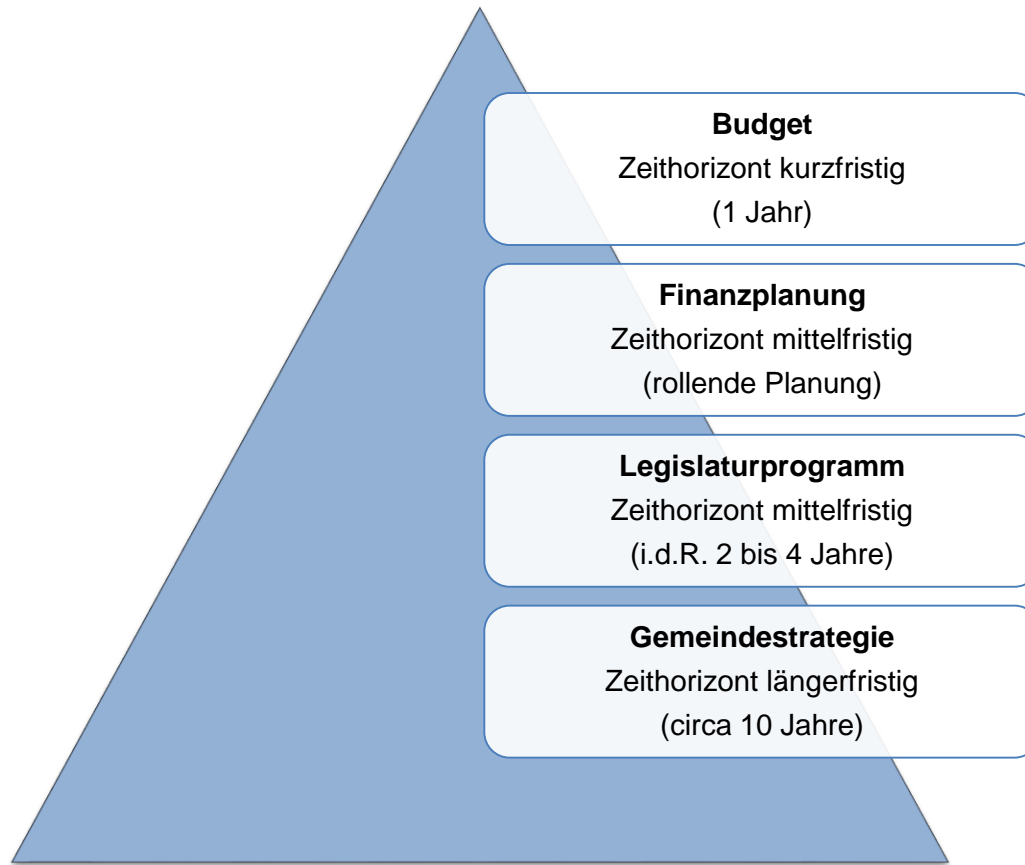 Budget
Zeithorizont kurzfristig
(1 Jahr)
Finanzplanung
Zeithorizont mittelfristig
(rollende Planung)
Legislaturprogramm
Zeithorizont mittelfristig
(i.d.R. 2 bis 4 Jahre)
Gemeindestrategie
Zeithorizont längerfristig
(circa 10 Jahre)